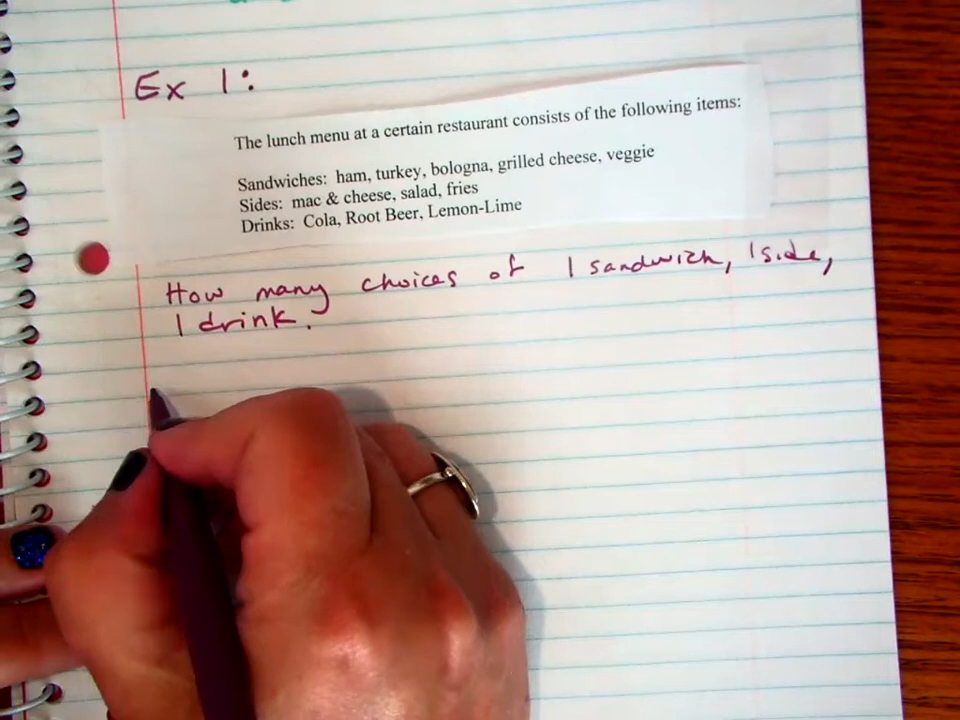 Ex 1:
The lunch menu at a certain restaurant consists of the following items:
Sandwiches: ham, turkey, bologna, grilled cheese, veggie
Sides: mac & cheese, salad, fries
Drinks: Cola, Root Beer, Lemon-Lime
How many choices of 1 sandwich, 1 side,
1 drink.